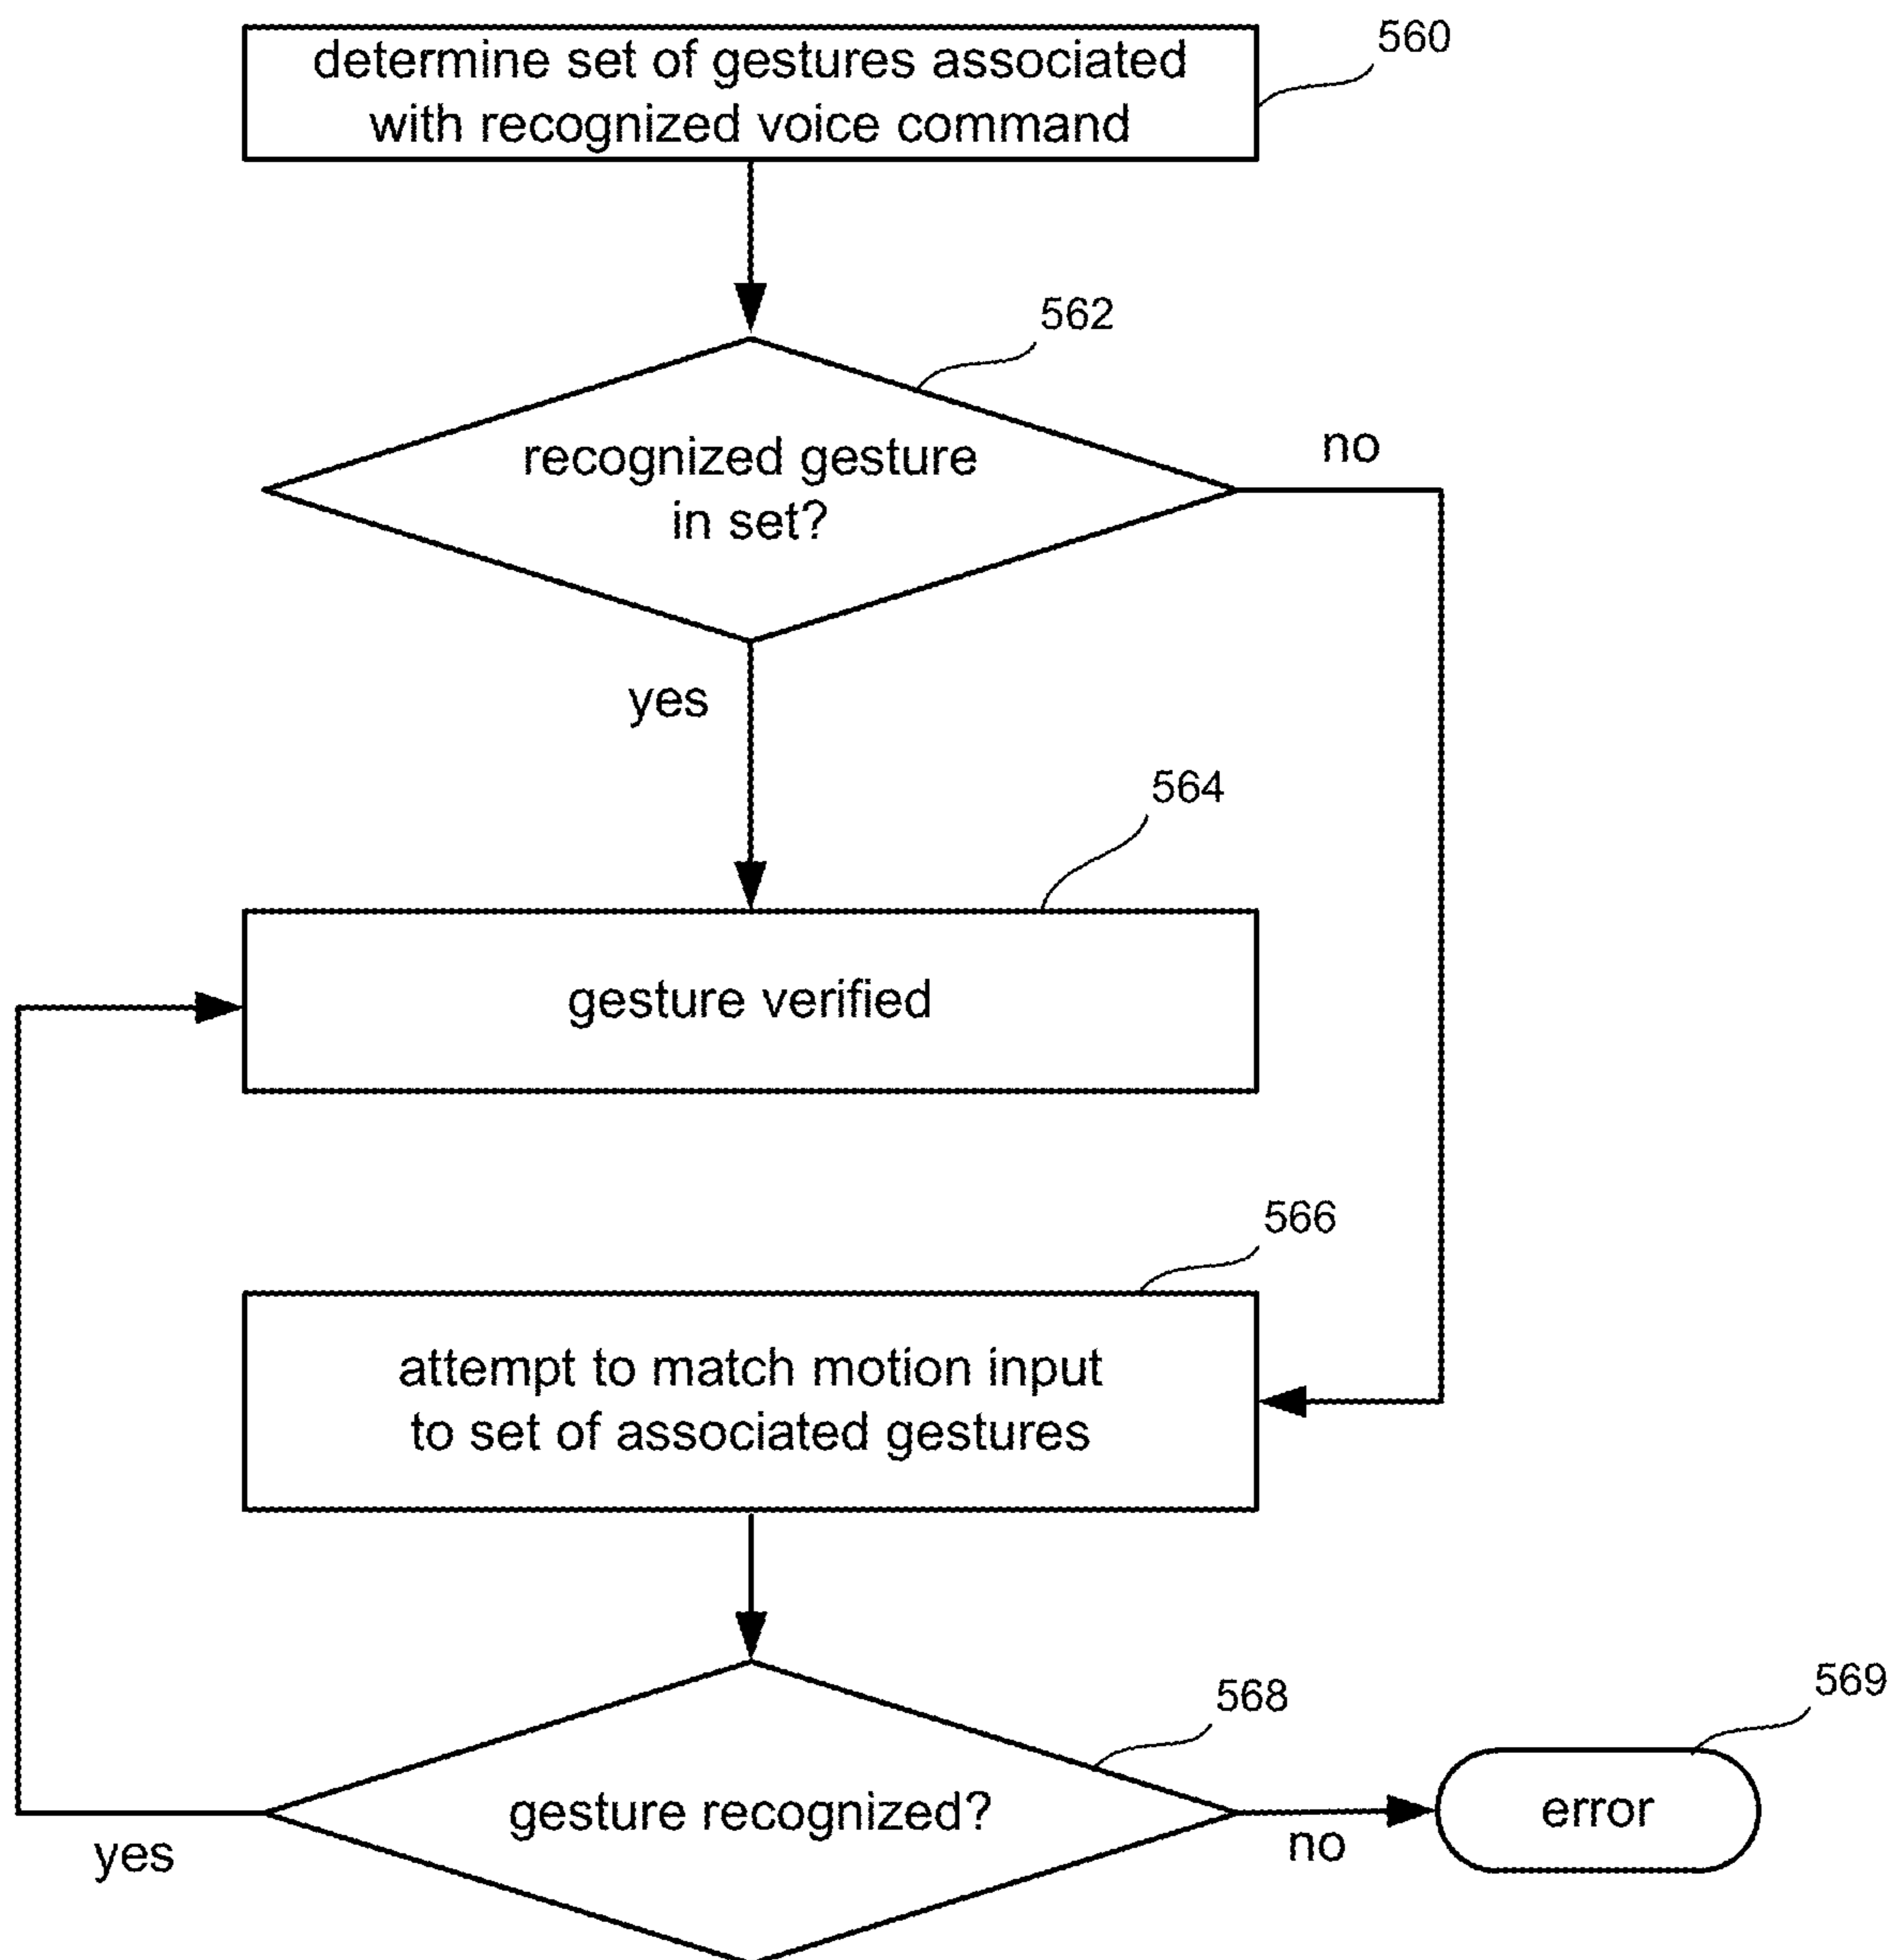 determine set of gestures associated
with recognized voice command
560
562
recognized gesture
in set?
no
yes
564
gesture verified
566
attempt to match motion input
to set of associated gestures
568
569
gesture recognized?
error
no
yes